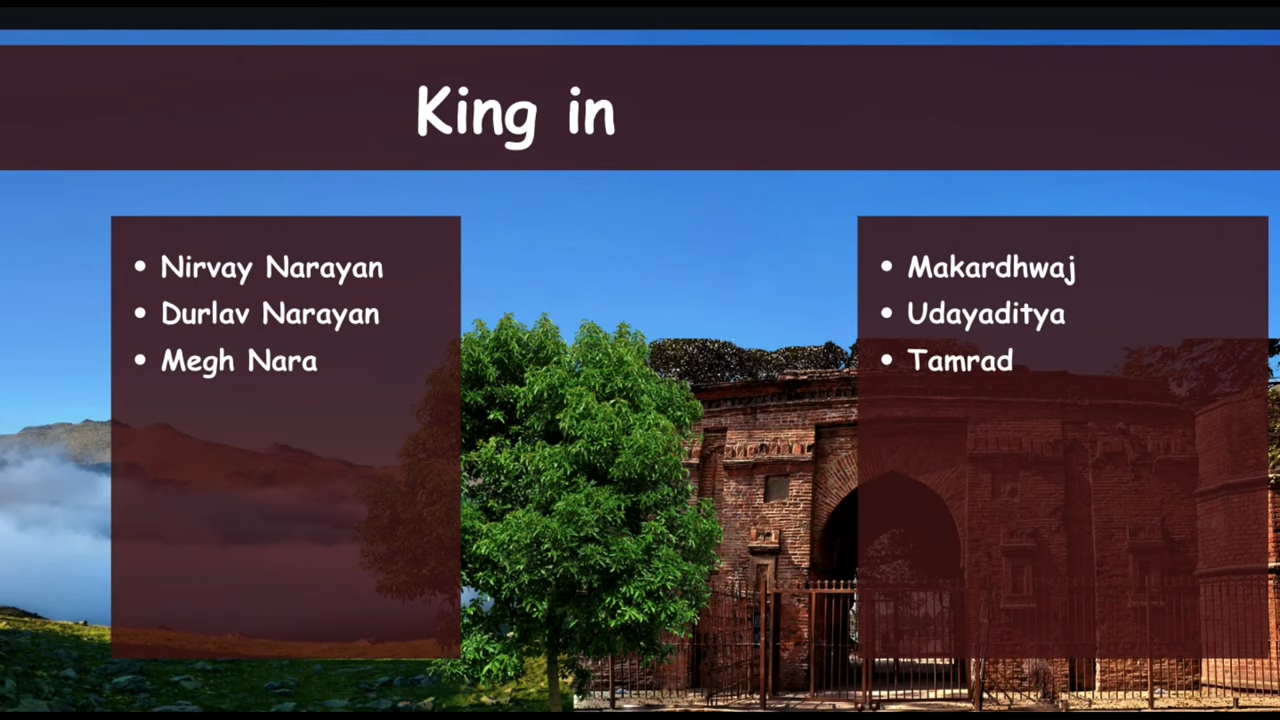 King in
• Nirvay Narayan
• Durlav Narayan
• Megh Nara
• Makardhwaj
• Udayaditya
• Tamrad